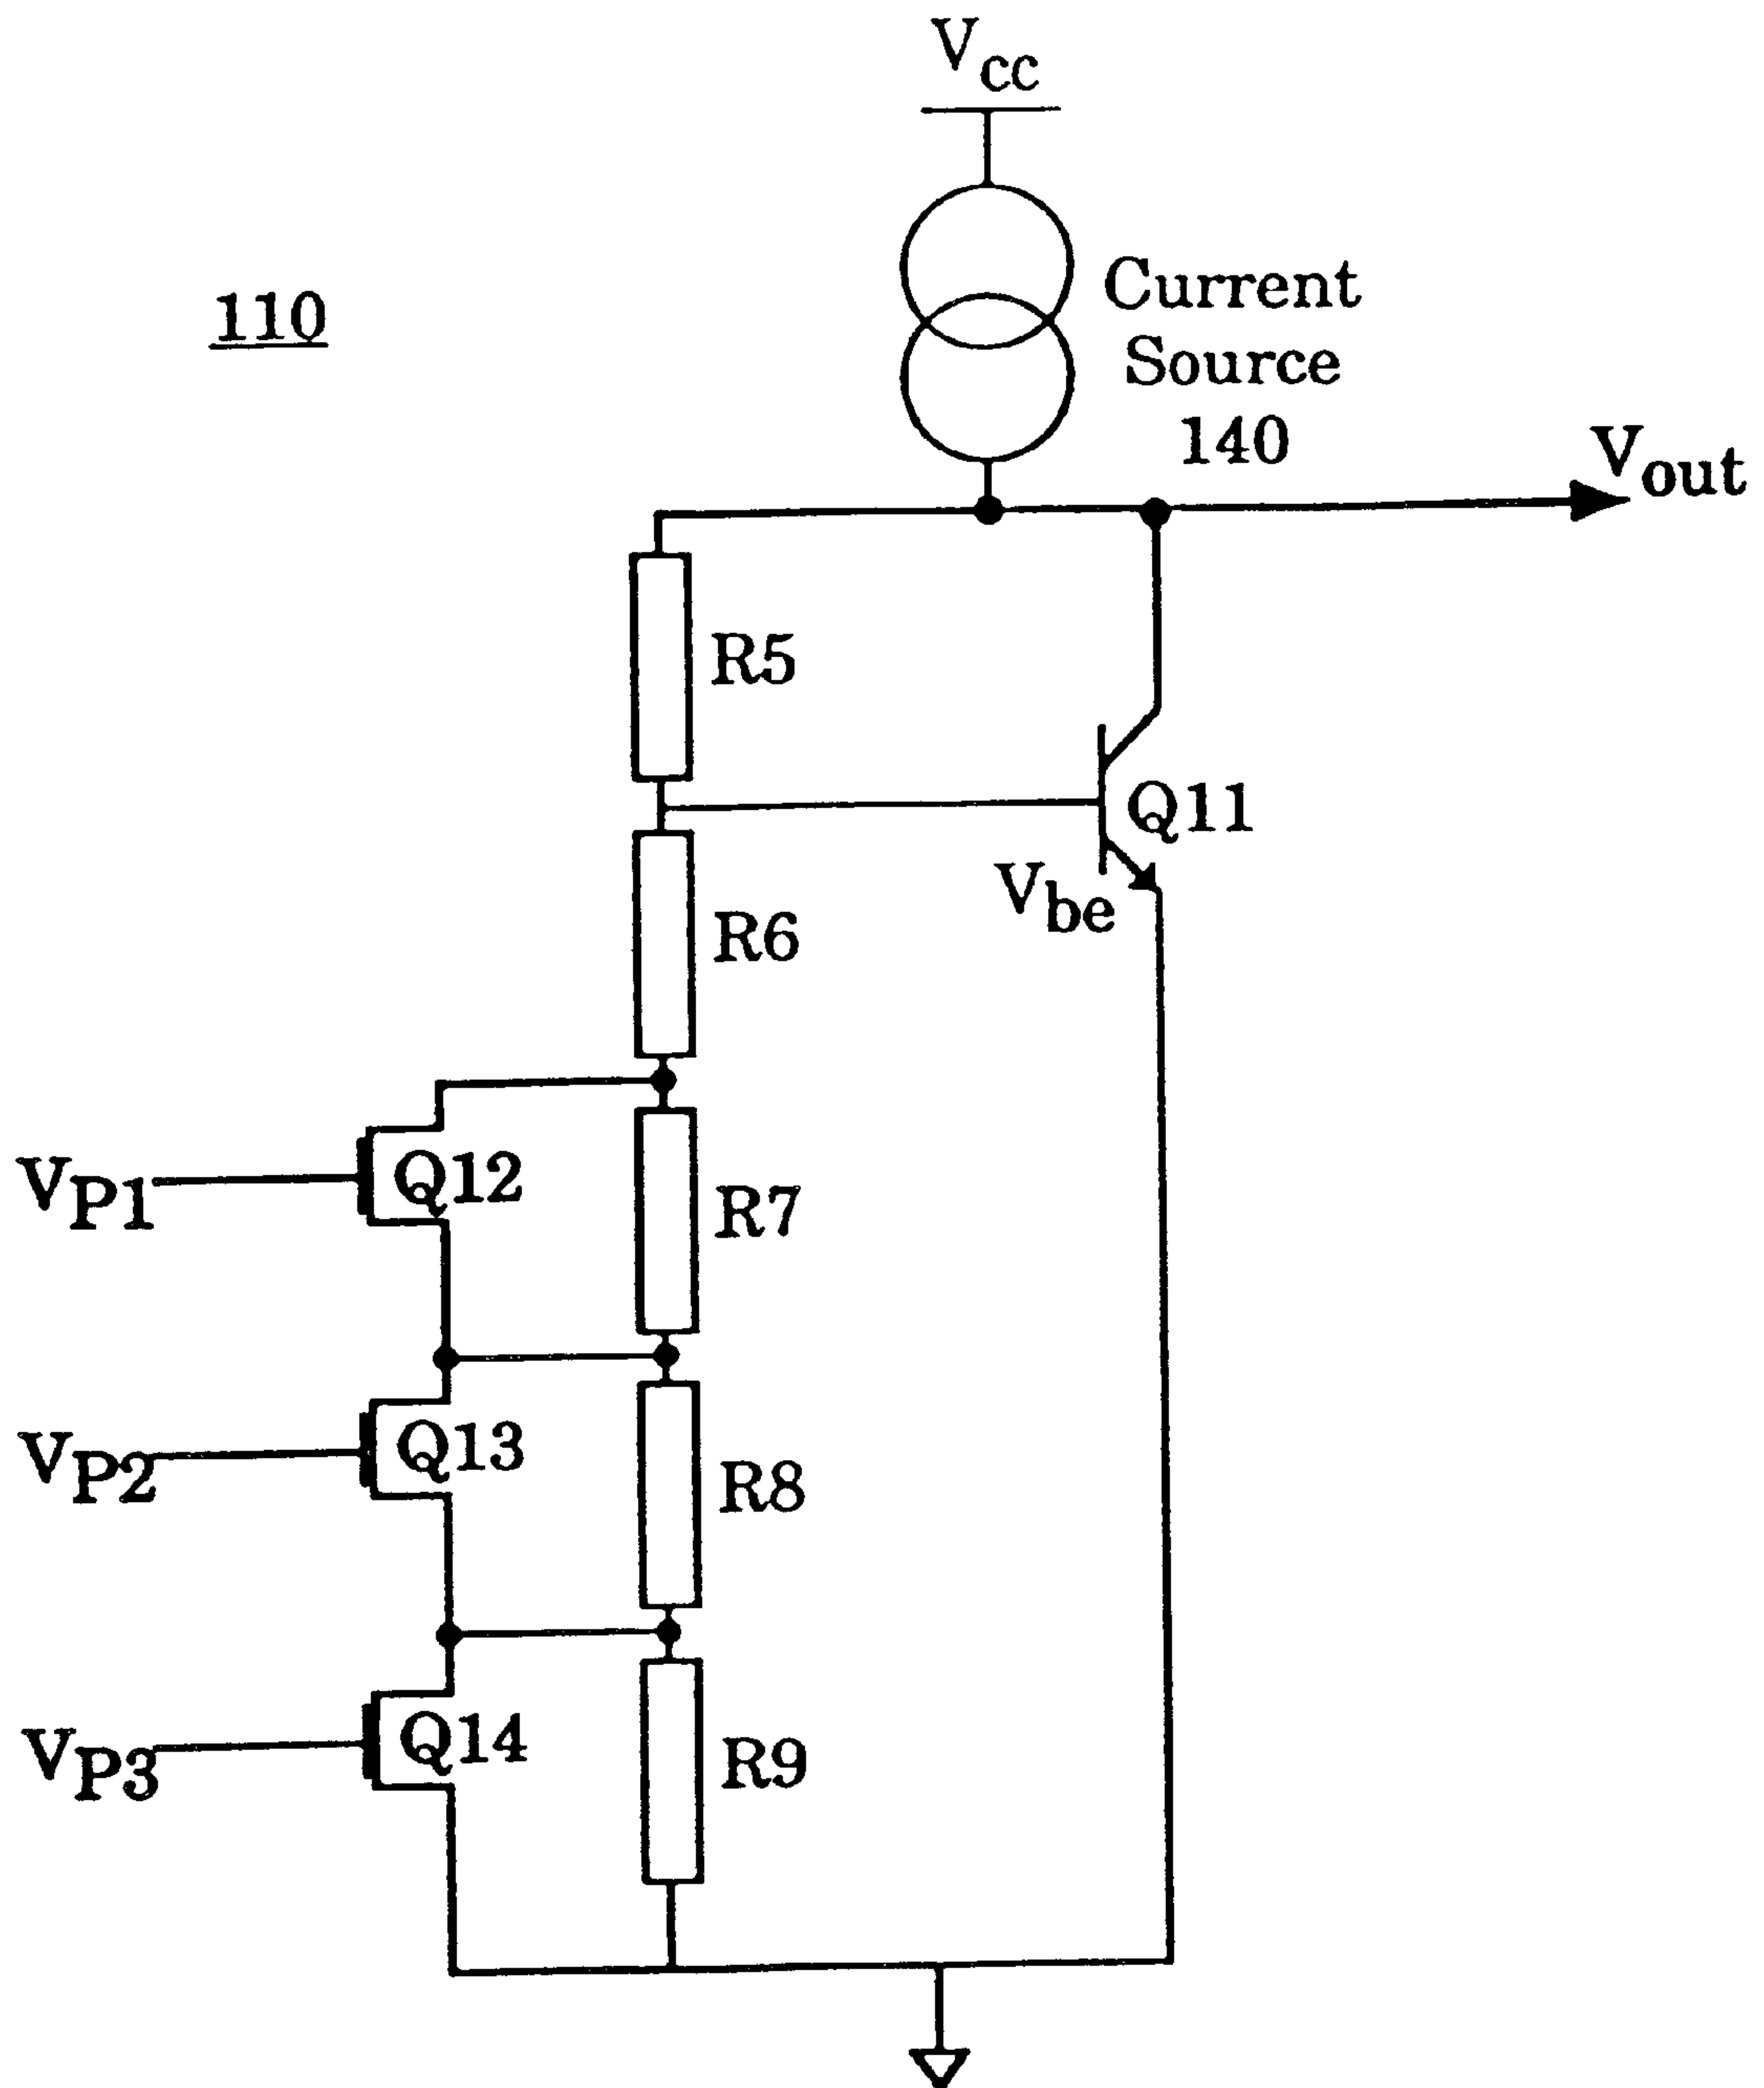 Vcc
110
Current
Source
140
Vout
R5
Q11
Vbe
R6
VP1
Q12
R7
VP2
Q13
R8
VP3
Q14
R9